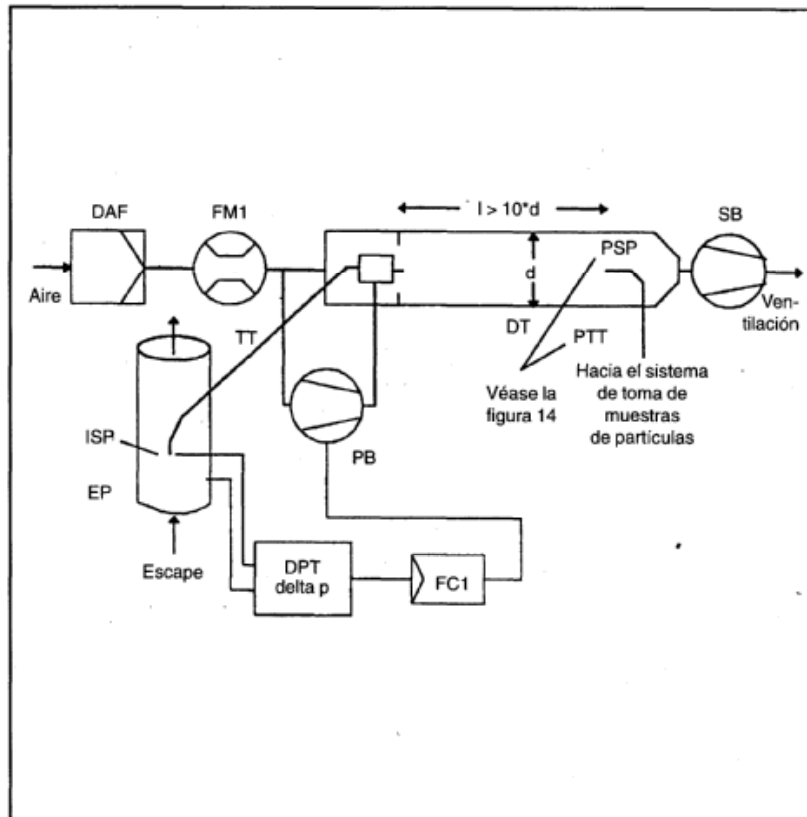 l > 10*d
DAF
FM1
SB
PSP
d
Aire
Ven-
tilación
TT
DT
PTT
Hacia el sistema
de toma de
muestras
de partículas
Véase la
figura 14
ISP
PB
EP
Escape
DPT
delta p
FC1